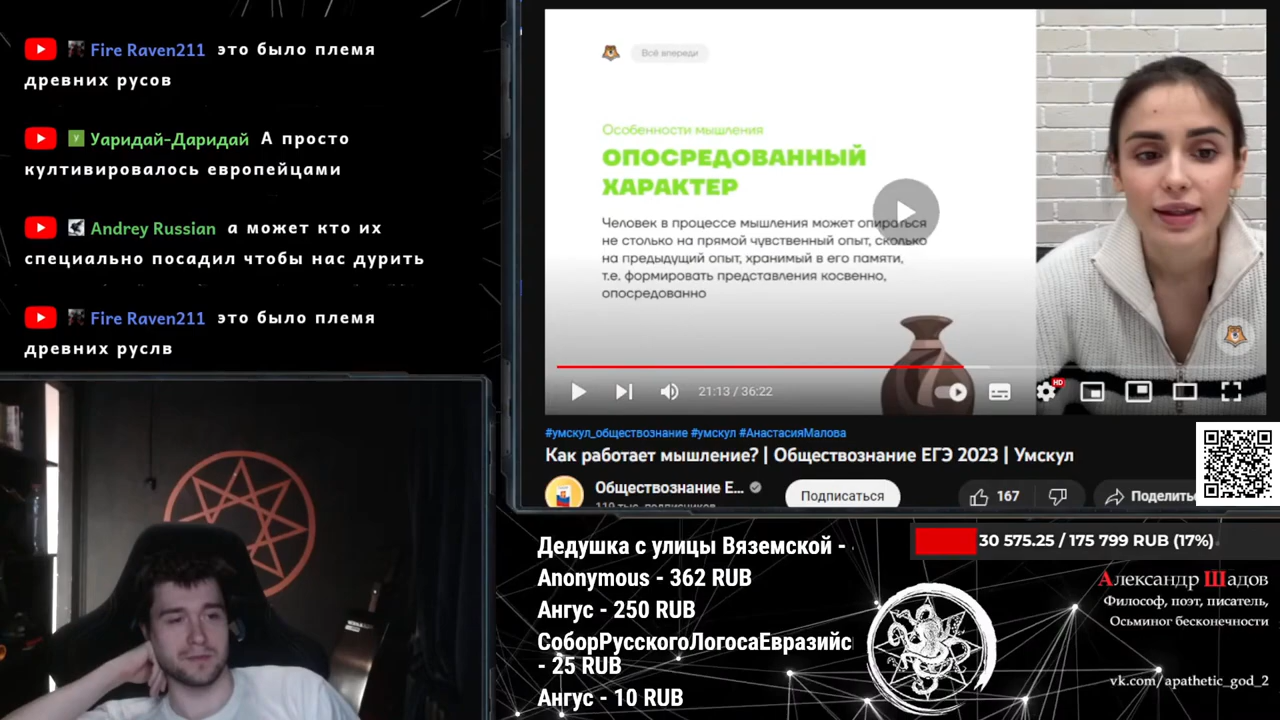 Fire Raven211 это было племя
древних русов
Уаридай-Даридай А просто
култивировалось европейцами
Andrey Russian а может кто их
специально посадил чтобы нас дурить
Fire Raven211 это было племя
древних руслв
Всё впереди
Особенности мышления
ОПОСРЕДОВАННЫЙ
ХАРАКТЕР
Человек в процессе мышления может опираться
не столько на прямой чувственный опыт, сколько
на предыдущий опыт, хранимый в его памяти,
т.е. формировать представления косвенно,
опосредованно
21:13 / 36:22
HD
#умскул_обществознание #умскул #АнастасияМалова
Как работает мышление? | Обществознание ЕГЭ 2023 | Умскул
Обществознание Е...
Подписаться
167
Поделить
30 575.25 / 175 799 RUB (17%)
Дедушка с улицы Вяземской -
Anonymous - 362 RUB
Ангус - 250 RUB
СоборРусскогоЛогосаЕвразийс
- 25 RUB
Ангус - 10 RUB
Александр Шадов
Философ, поэт, писатель,
Осьминог бесконечности
vk.com/apathetic_god_2